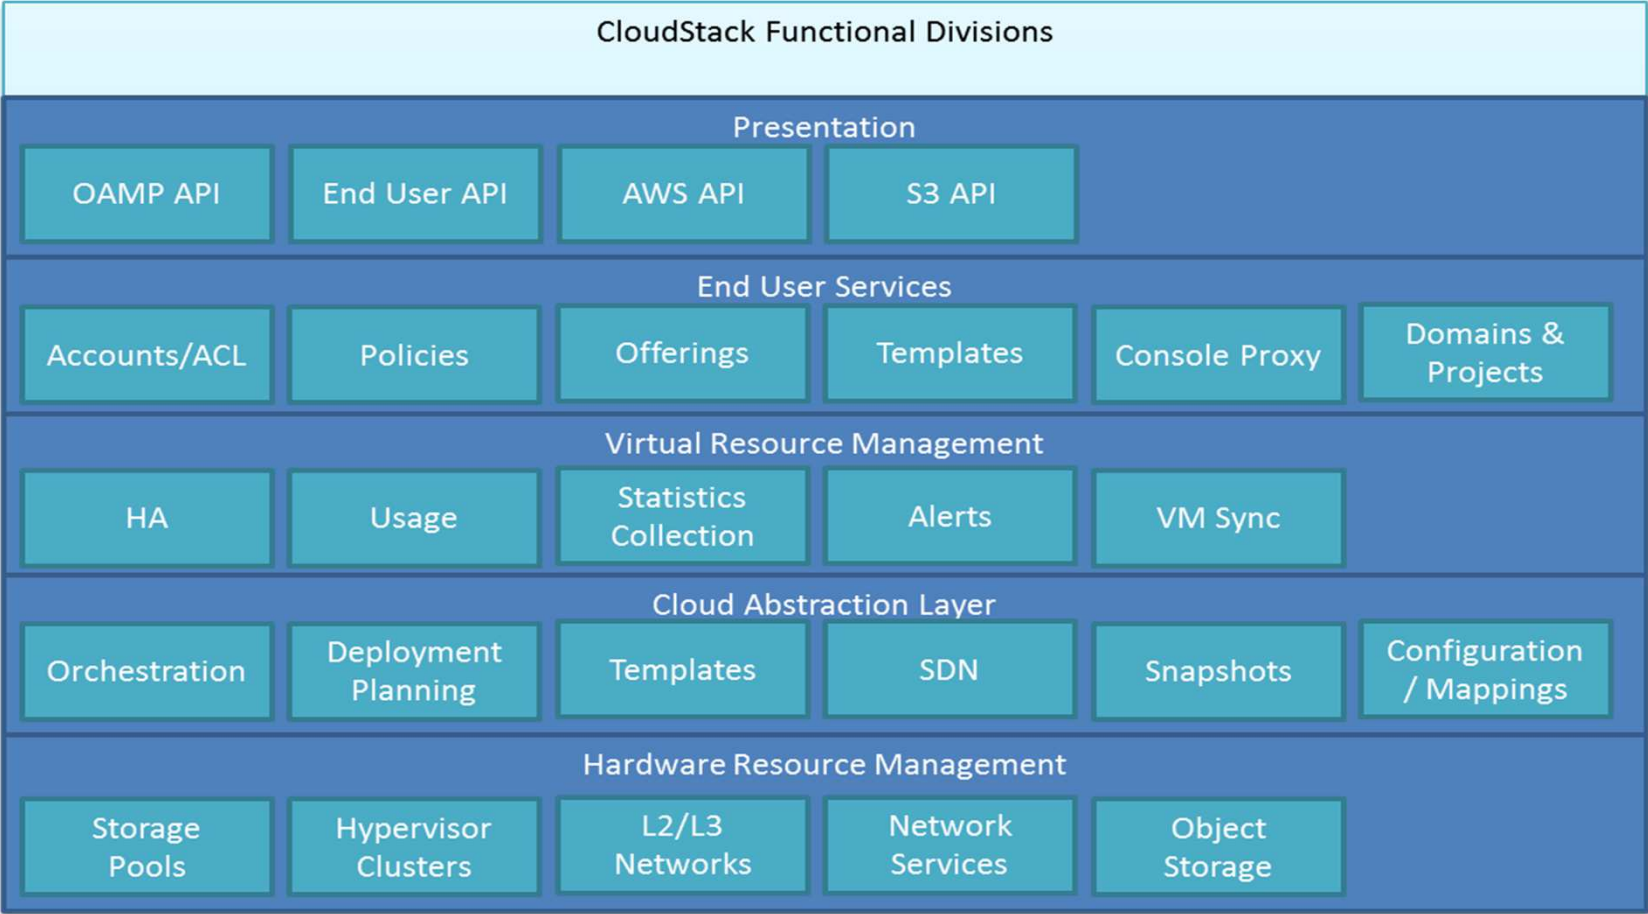 CloudStack Functional Divisions
Presentation
OAMP API
End User API
AWS API
S3 API
End User Services
Accounts/ACL
Policies
Offerings
Templates
Console Proxy
Domains &
Projects
Virtual Resource Management
HA
Usage
Statistics
Collection
Alerts
VM Sync
Cloud Abstraction Layer
Orchestration
Deployment
Planning
Templates
SDN
Snapshots
Configuration
/ Mappings
Hardware Resource Management
Storage
Pools
Hypervisor
Clusters
L2/L3
Networks
Network
Services
Object
Storage